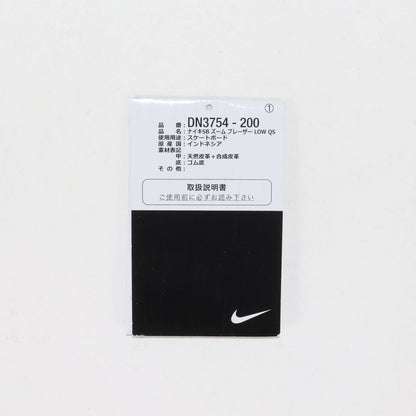 ①
品 番: DN3754 - 200
品 名: ナイキSB ズーム ブレーザー LOW QS
使用用途: スケートボード
原 産 国: インドネシア
素材表記
甲: 天然皮革+合成皮革
底: ゴム底
そ の 他:
取扱説明書
ご使用前に必ずお読み下さい